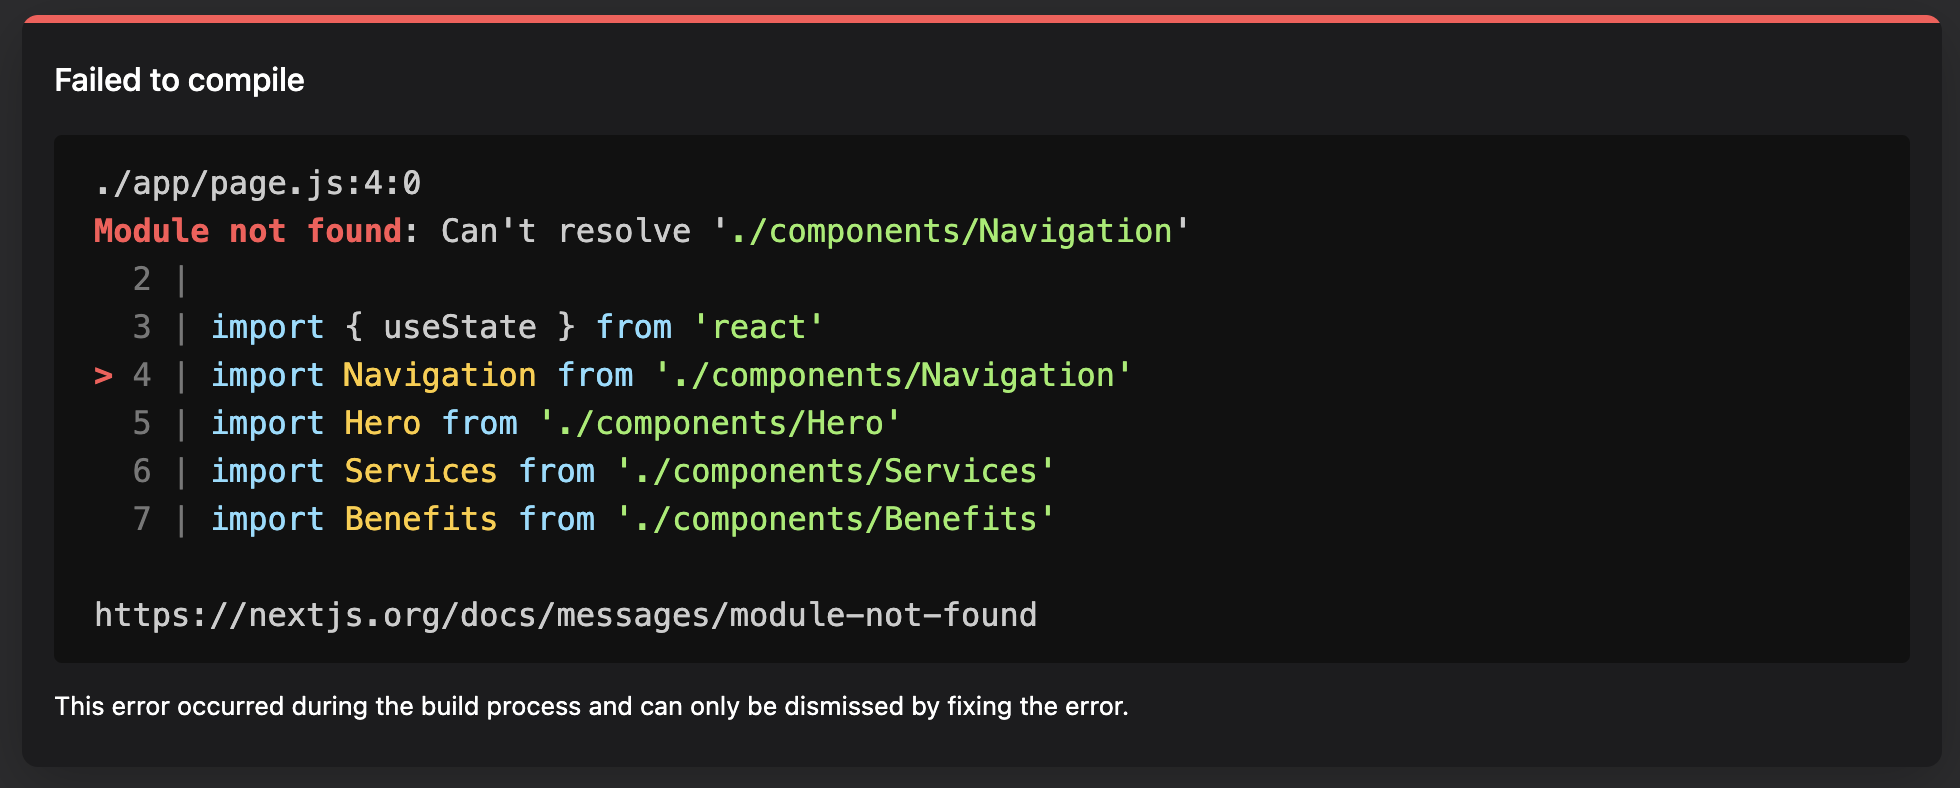 Failed to compile
./app/page.js:4:0
Module not found: Can't resolve './components/Navigation'
  2 |
  3 | import { useState } from 'react'
> 4 | import Navigation from './components/Navigation'
  5 | import Hero from './components/Hero'
  6 | import Services from './components/Services'
  7 | import Benefits from './components/Benefits'
https://nextjs.org/docs/messages/module-not-found
This error occurred during the build process and can only be dismissed by fixing the error.